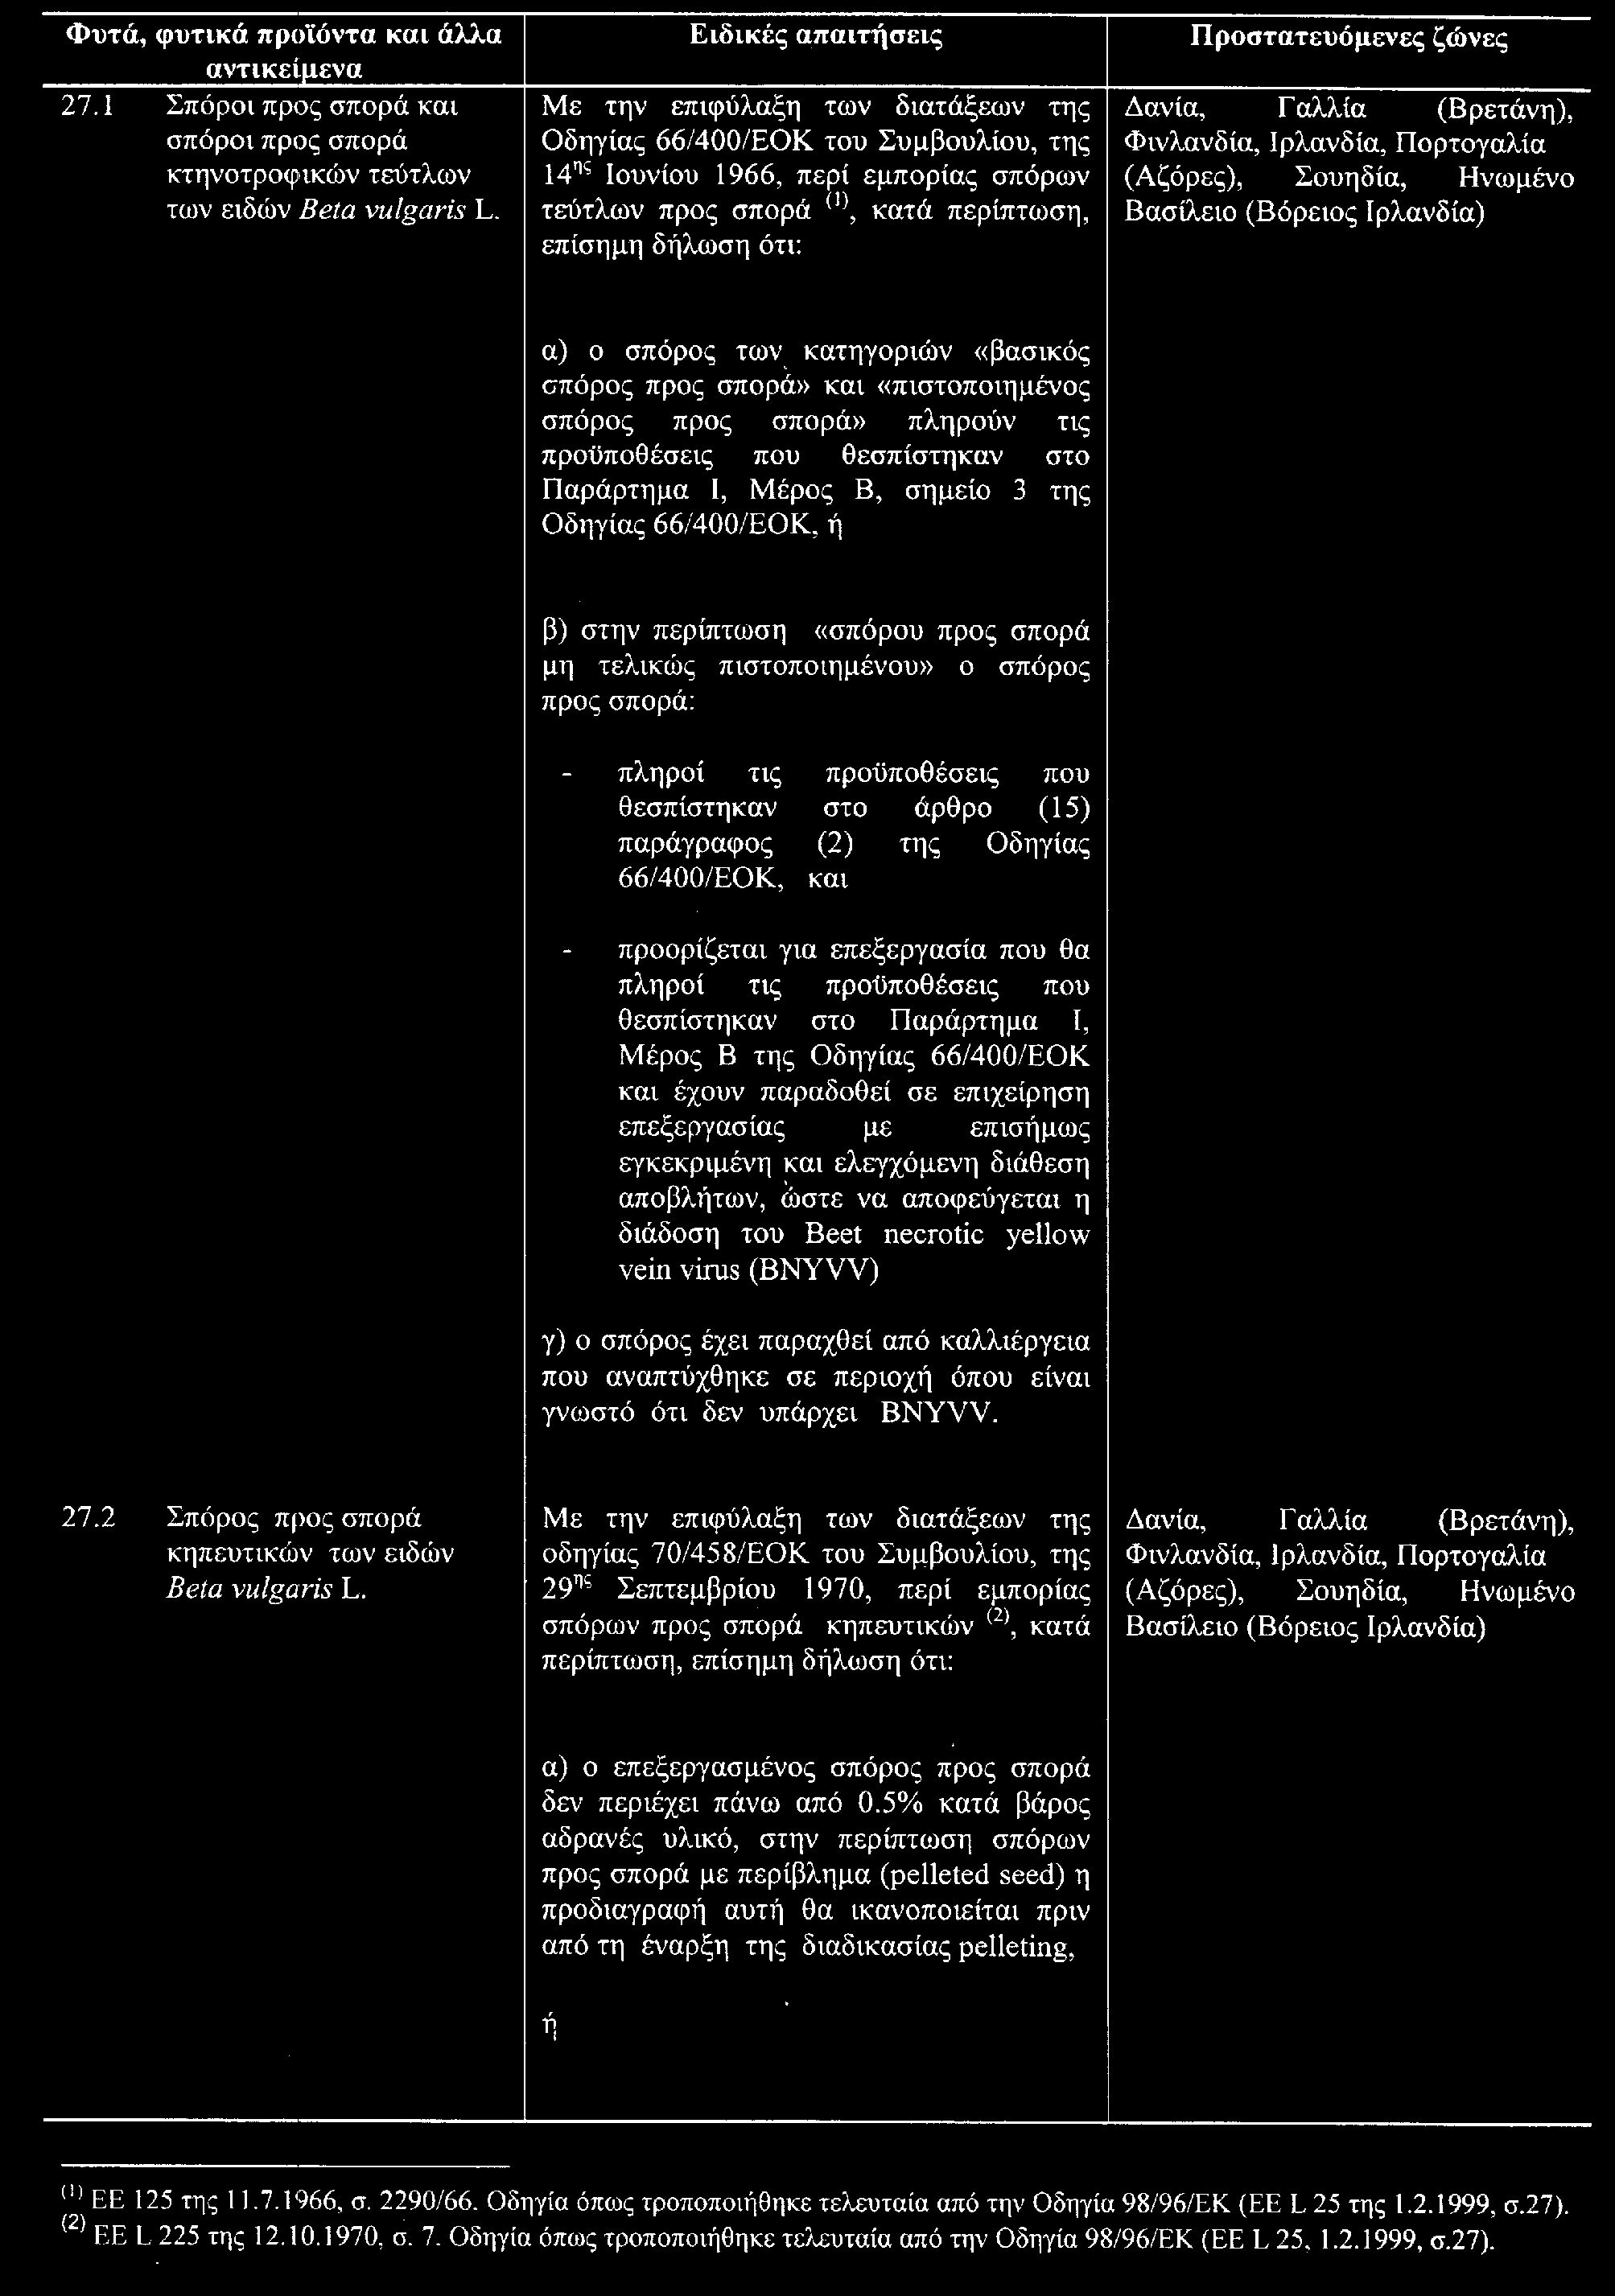 Φυτά, φυτικά προϊόντα και άλλα
αντικείμενα
Ειδικές απαιτήσεις
Προστατευόμενες ζώνες
27.1 Σπόροι προς σπορά και
σπόροι προς σπορά
κτηνοτροφικών τεύτλων
των ειδών Beta vulgaris L.
Με την επιφύλαξη των διατάξεων της
Οδηγίας 66/400/ΕΟΚ του Συμβουλίου, της
14ης Ιουνίου 1966, περί εμπορίας σπόρων
τεύτλων προς σπορά (1), κατά περίπτωση,
επίσημη δήλωση ότι:
Δανία, Γαλλία (Βρετάνη),
Φινλανδία, Ιρλανδία, Πορτογαλία
(Αζόρες), Σουηδία, Ηνωμένο
Βασίλειο (Βόρειος Ιρλανδία)
α) ο σπόρος των κατηγοριών «βασικός
σπόρος προς σπορά» και «πιστοποιημένος
σπόρος προς σπορά» πληρούν τις
προϋποθέσεις που θεσπίστηκαν στο
Παράρτημα Ι, Μέρος Β, σημείο 3 της
Οδηγίας 66/400/ΕΟΚ, ή
β) στην περίπτωση «σπόρου προς σπορά
μη τελικώς πιστοποιημένου» ο σπόρος
προς σπορά:
- πληροί τις προϋποθέσεις που
θεσπίστηκαν στο άρθρο (15)
παράγραφος (2) της Οδηγίας
66/400/ΕΟΚ, και
- προορίζεται για επεξεργασία που θα
πληροί τις προϋποθέσεις που
θεσπίστηκαν στο Παράρτημα Ι,
Μέρος Β της Οδηγίας 66/400/ΕΟΚ
και έχουν παραδοθεί σε επιχείρηση
επεξεργασίας με επισήμως
εγκεκριμένη και ελεγχόμενη διάθεση
αποβλήτων, ώστε να αποφεύγεται η
διάδοση του Beet necrotic yellow
vein virus (BNYVV)
γ) ο σπόρος έχει παραχθεί από καλλιέργεια
που αναπτύχθηκε σε περιοχή όπου είναι
γνωστό ότι δεν υπάρχει BNYVV.
27.2 Σπόρος προς σπορά
κηπευτικών των ειδών
Beta vulgaris L.
Με την επιφύλαξη των διατάξεων της
οδηγίας 70/458/ΕΟΚ του Συμβουλίου, της
29ης Σεπτεμβρίου 1970, περί εμπορίας
σπόρων προς σπορά κηπευτικών (2), κατά
περίπτωση, επίσημη δήλωση ότι:
Δανία, Γαλλία (Βρετάνη),
Φινλανδία, Ιρλανδία, Πορτογαλία
(Αζόρες), Σουηδία, Ηνωμένο
Βασίλειο (Βόρειος Ιρλανδία)
α) ο επεξεργασμένος σπόρος προς σπορά
δεν περιέχει πάνω από 0.5% κατά βάρος
αδρανές υλικό, στην περίπτωση σπόρων
προς σπορά με περίβλημα (pelleted seed) η
προδιαγραφή αυτή θα ικανοποιείται πριν
από τη έναρξη της διαδικασίας pelleting,
ή
(1) ΕΕ 125 της 11.7.1966, σ. 2290/66. Οδηγία όπως τροποποιήθηκε τελευταία από την Οδηγία 98/96/ΕΚ (ΕΕ L 25 της 1.2.1999, σ.27).
(2) ΕΕ L 225 της 12.10.1970, σ. 7. Οδηγία όπως τροποποιήθηκε τελευταία από την Οδηγία 98/96/ΕΚ (ΕΕ L 25, 1.2.1999, σ.27).